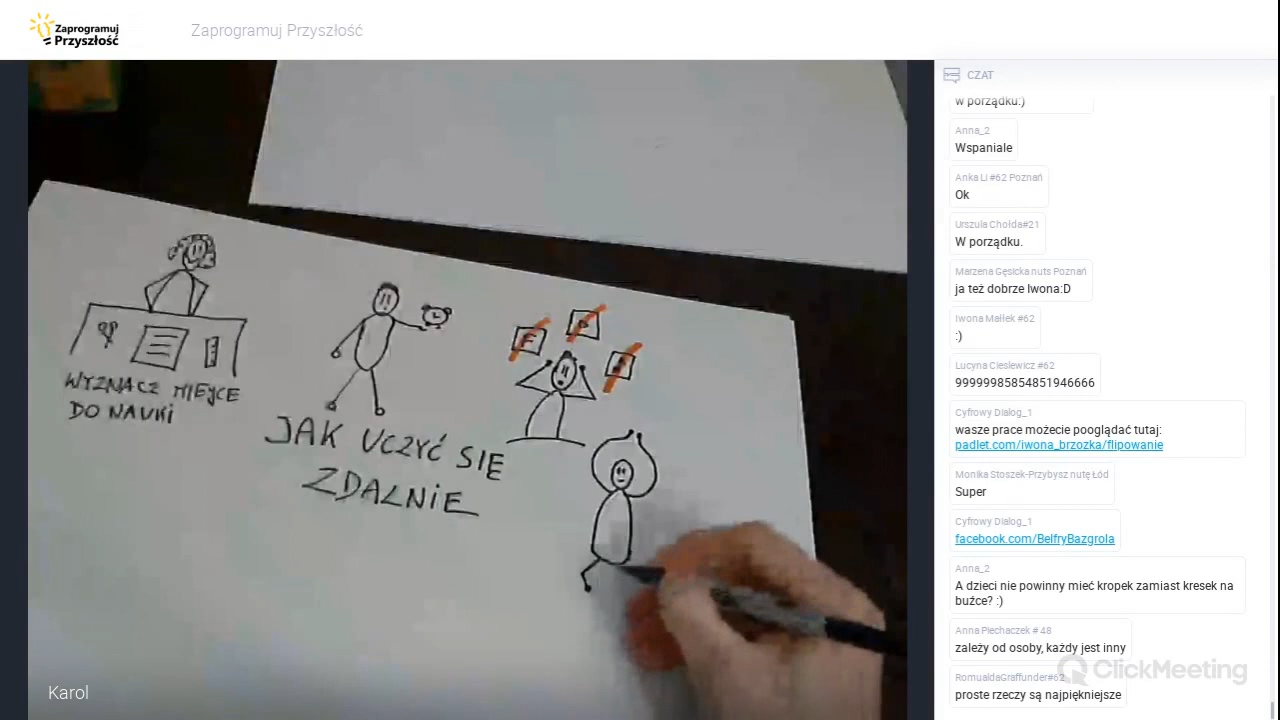 Zaprogramuj
Przyszłość
Zaprogramuj Przyszłość
CZAT
w porządku:)
Anna_2
Wspaniale
Anka Li #62 Poznań
Ok
Urszula Chołda#21
W porządku.
Marzena Gęsicka nuts Poznań
ja też dobrze Iwona:D
Iwona Małłek #62
:)
Lucyna Cieslewicz #62
99999985854851946666
Cyfrowy Dialog_1
wasze prace możecie pooglądać tutaj:
padlet.com/iwona_brzozka/flipowanie
Monika Stoszek-Przybysz nutę Łód
Super
Cyfrowy Dialog_1
facebook.com/BelfryBazgrola
Anna_2
A dzieci nie powinny mieć kropek zamiast kresek na
buźce? :)
Anna Piechaczek # 48
zależy od osoby, każdy jest inny
RomualdaGraffunder#62
proste rzeczy są najpiękniejsze
ClickMeeting
WYZNACZ MIEJCE
DO NAUKI
JAK UCZYĆ SIĘ
ZDALNIE
F
Karol